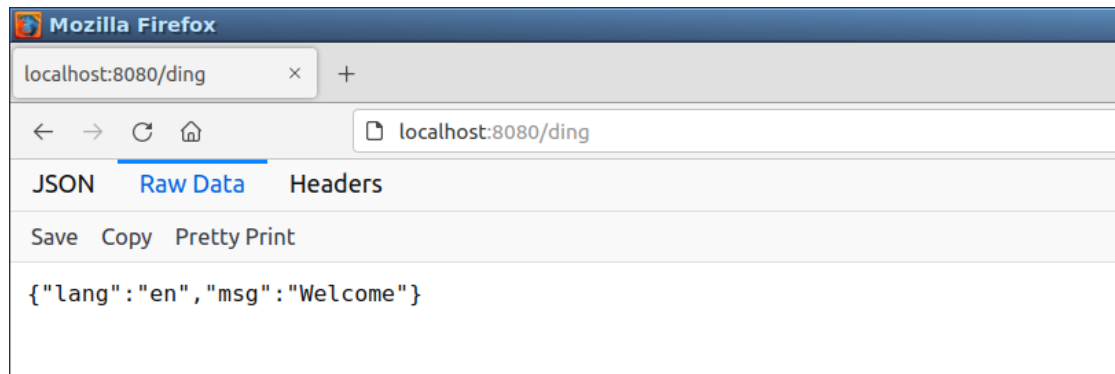 Mozilla Firefox
localhost:8080/ding
localhost:8080/ding
JSON Raw Data Headers
Save Copy Pretty Print
{"lang":"en","msg":"Welcome"}